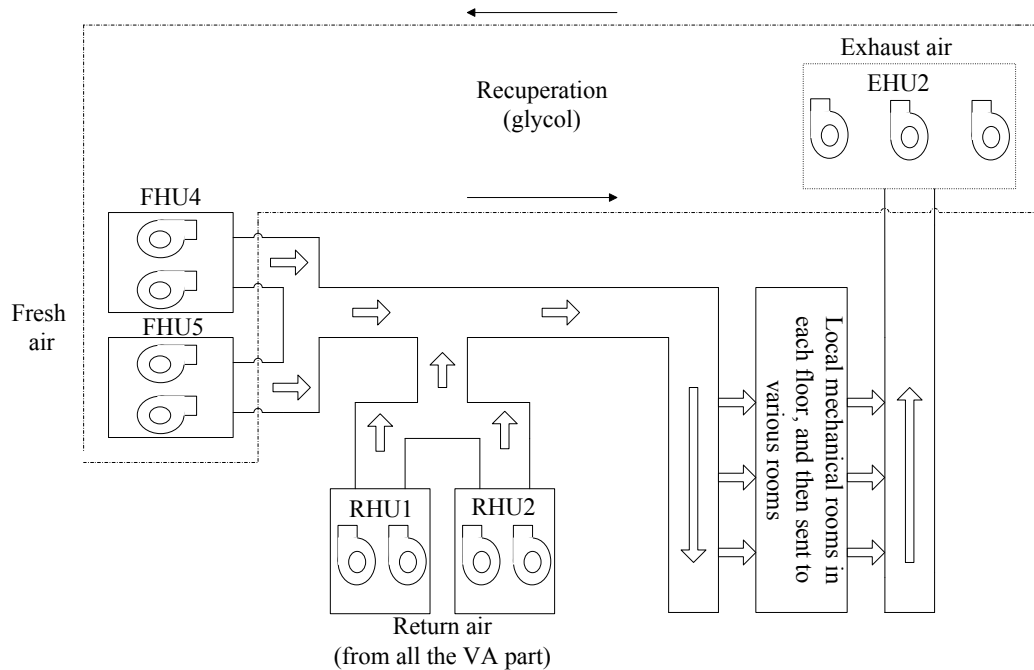 Exhaust air
EHU2
Recuperation
(glycol)
FHU4
Fresh
air
FHU5
Local mechanical rooms in
each floor, and then sent to
various rooms
RHU1
RHU2
Return air
(from all the VA part)